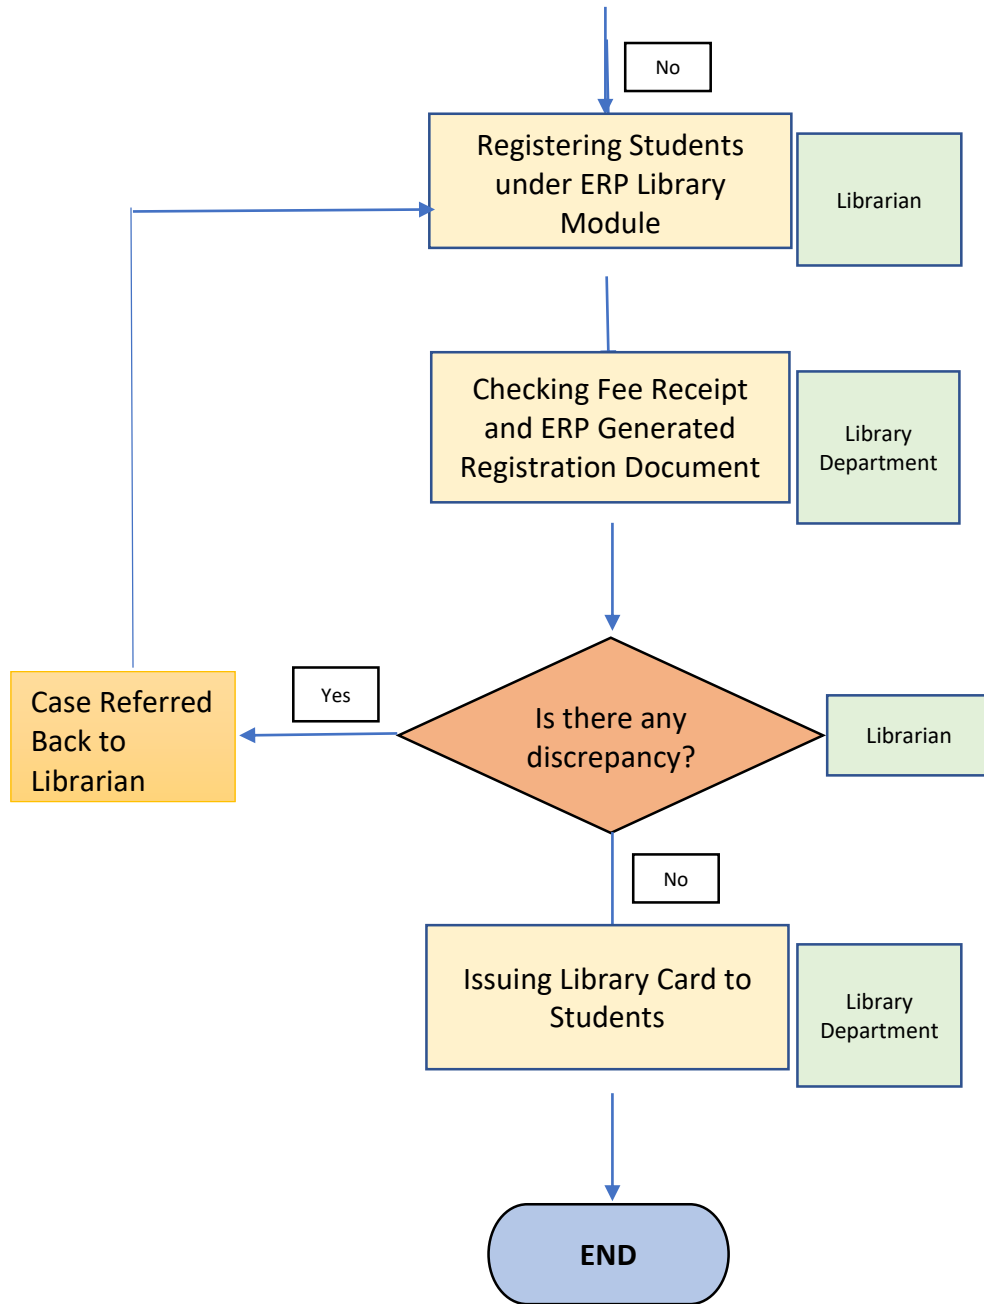 No
Registering Students
under ERP Library
Module
Librarian
Checking Fee Receipt
and ERP Generated
Registration Document
Library
Department
Case Referred
Back to
Librarian
Yes
Is there any
discrepancy?
Librarian
No
Issuing Library Card to
Students
Library
Department
END